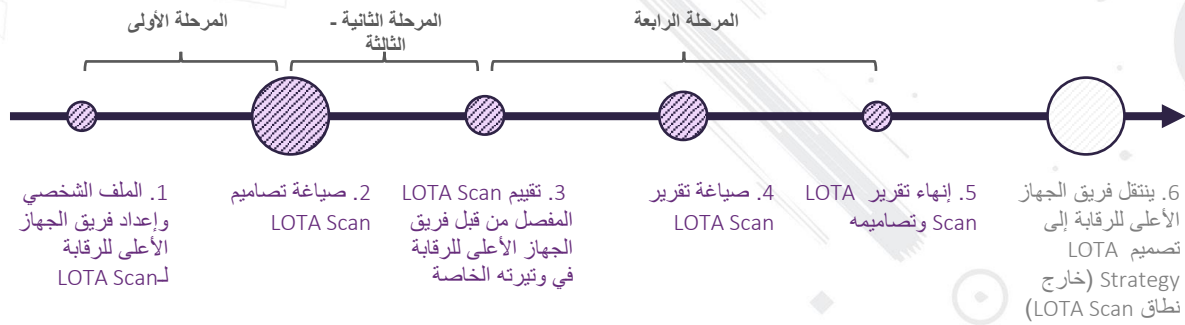 المرحلة الأولى
المرحلة الثانية -
الثالثة
المرحلة الرابعة
1. الملف الشخصي
وإعداد فريق الجهاز
الأعلى للرقابة
لـLOTA Scan
2. صياغة تصاميم
LOTA Scan
3. تقييم LOTA Scan
المفصل من قبل فريق
الجهاز الأعلى للرقابة
في وتيرته الخاصة
4. صياغة تقرير
LOTA Scan
5. إنهاء تقرير LOTA
Scan وتصاميمه
6. ينتقل فريق الجهاز
الأعلى للرقابة إلى
تصميم LOTA
Strategy (خارج
نطاق LOTA Scan)